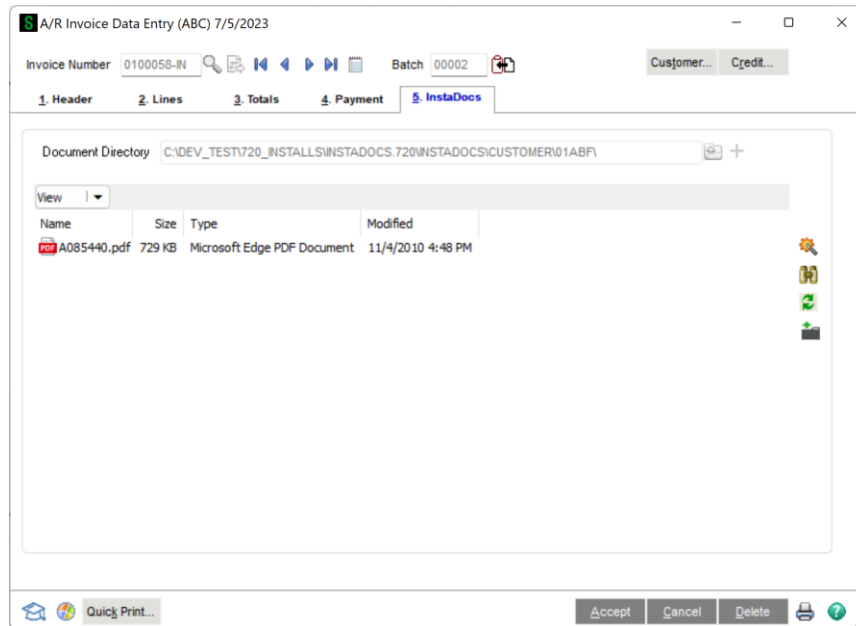 S A/R Invoice Data Entry (ABC) 7/5/2023
Invoice Number 0100058-IN Batch 00002 Customer... Credit...
1. Header 2. Lines 3. Totals 4. Payment 5. InstaDocs
Document Directory C:\DEV_TEST\720_INSTALLS\INSTADOCS.720\INSTADOCS\CUSTOMER\01ABF\
View
Name Size Type Modified
PDF A085440.pdf 729 KB Microsoft Edge PDF Document 11/4/2010 4:48 PM
Quick Print... Accept Cancel Delete